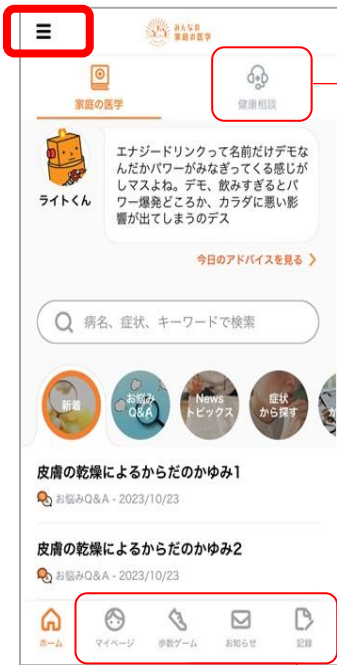 みんなの
家庭の医学
家庭の医学
健康相談
エナジードリンクって名前だけデモな
んだかパワーがみなぎってくる感じが
しマスよね。デモ、飲みすぎるとパ
ワー爆発どころか、カラダに悪い影
響が出てしまうのデス
ライトくん
今日のアドバイスを見る 〉
病名、症状、キーワードで検索
新着
お悩み
Q&A
News
トピックス
症状
から探す
か
皮膚の乾燥によるからだのかゆみ1
お悩みQ&A - 2023/10/23
皮膚の乾燥によるからだのかゆみ2
お悩みQ&A - 2023/10/23
ホーム
マイページ
歩数ゲーム
お知らせ
記録